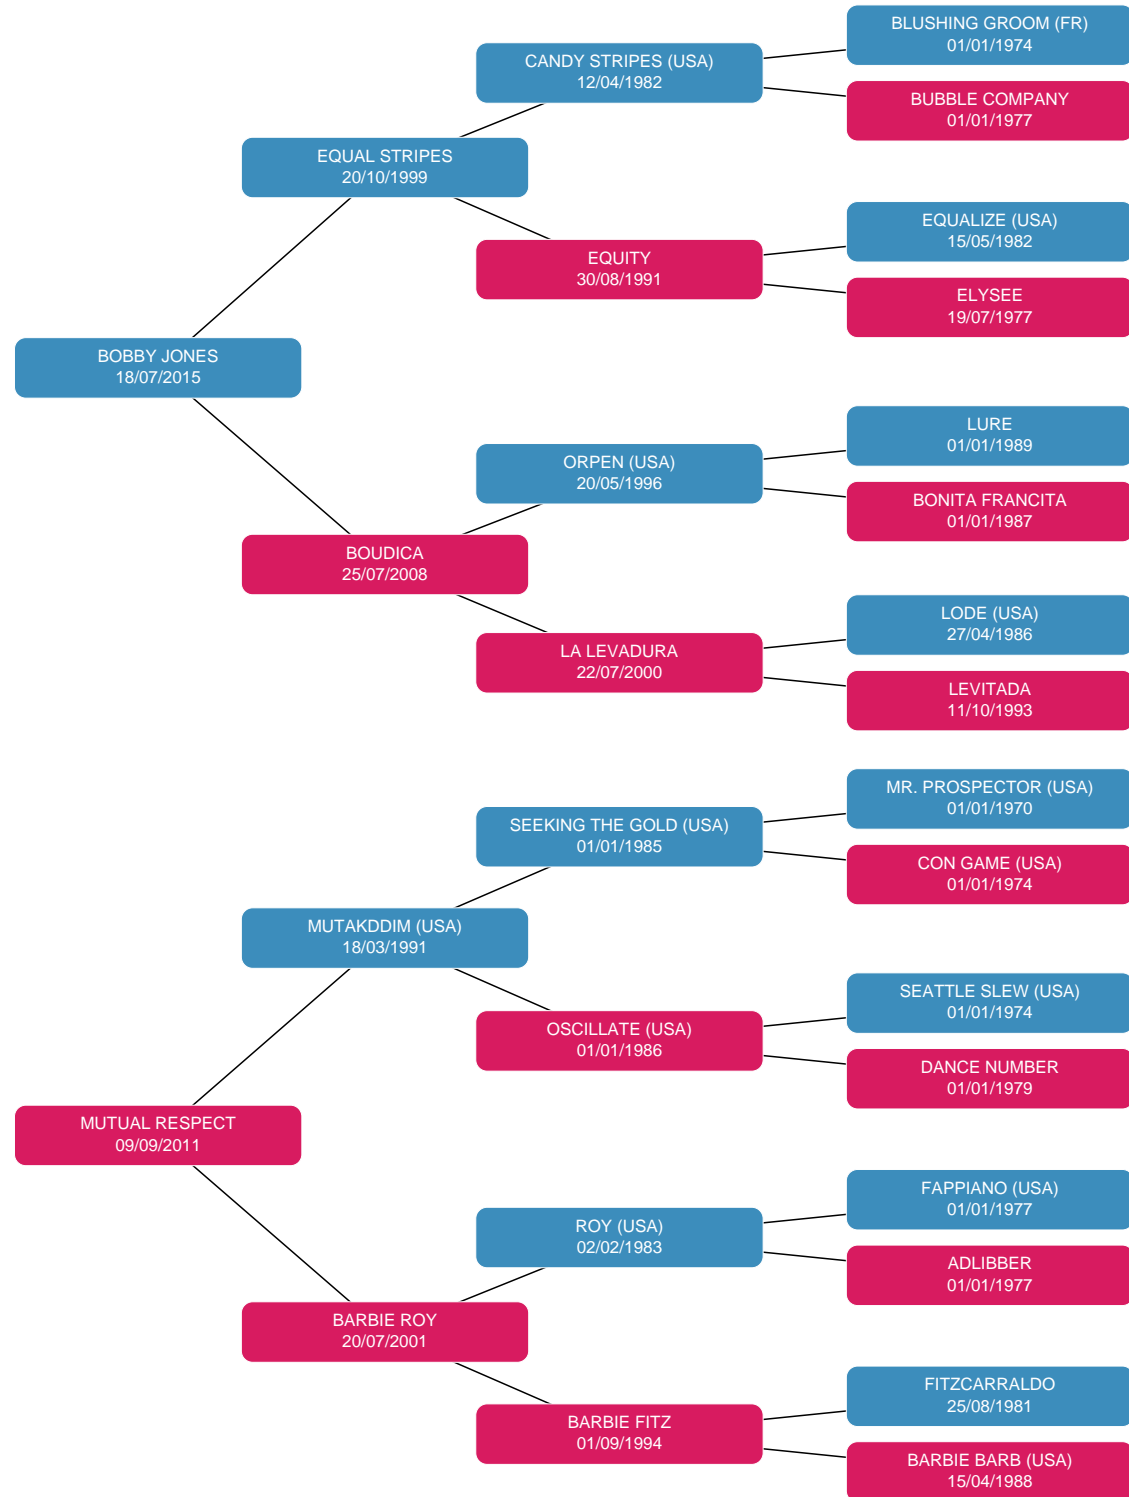 BLUSHING GROOM (FR)
01/01/1974
CANDY STRIPES (USA)
12/04/1982
BUBBLE COMPANY
01/01/1977
EQUAL STRIPES
20/10/1999
EQUALIZE (USA)
15/05/1982
EQUITY
30/08/1991
ELYSEE
19/07/1977
BOBBY JONES
18/07/2015
LURE
01/01/1989
ORPEN (USA)
20/05/1996
BONITA FRANCITA
01/01/1987
BOUDICA
25/07/2008
LODE (USA)
27/04/1986
LA LEVADURA
22/07/2000
LEVITADA
11/10/1993
MR. PROSPECTOR (USA)
01/01/1970
SEEKING THE GOLD (USA)
01/01/1985
CON GAME (USA)
01/01/1974
MUTAKDDIM (USA)
18/03/1991
SEATTLE SLEW (USA)
01/01/1974
OSCILLATE (USA)
01/01/1986
DANCE NUMBER
01/01/1979
MUTUAL RESPECT
09/09/2011
FAPPIANO (USA)
01/01/1977
ROY (USA)
02/02/1983
ADLIBBER
01/01/1977
BARBIE ROY
20/07/2001
FITZCARRALDO
25/08/1981
BARBIE FITZ
01/09/1994
BARBIE BARB (USA)
15/04/1988